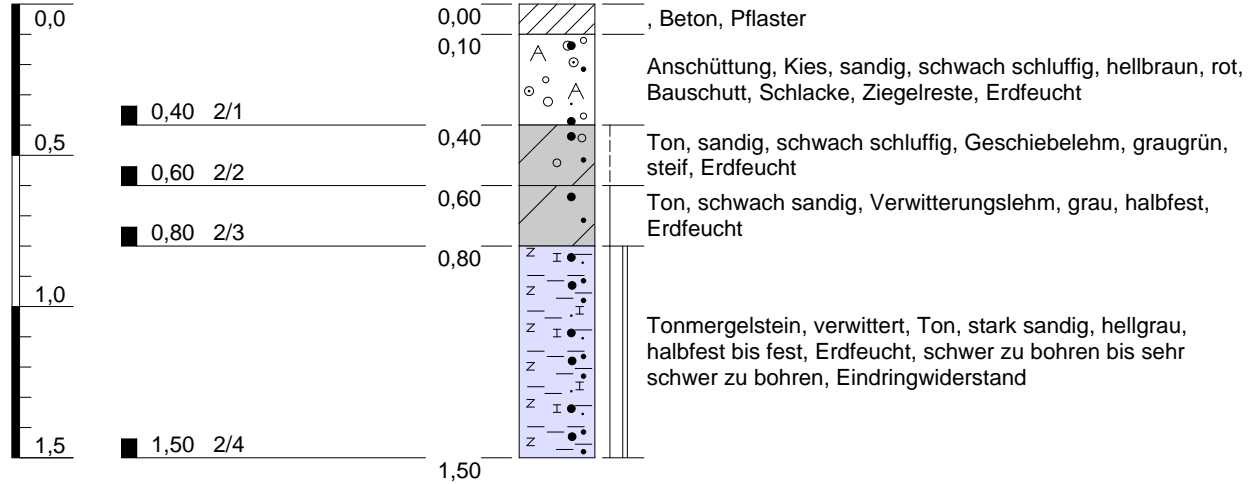 0,0
0,00
, Beton, Pflaster
0,10
Anschüttung, Kies, sandig, schwach schluffig, hellbraun, rot,
Bauschutt, Schlacke, Ziegelreste, Erdfeucht
0,40 2/1
0,40
0,5
Ton, sandig, schwach schluffig, Geschiebelehm, graugrün,
steif, Erdfeucht
0,60 2/2
0,60
Ton, schwach sandig, Verwitterungslehm, grau, halbfest,
Erdfeucht
0,80 2/3
0,80
1,0
Tonmergelstein, verwittert, Ton, stark sandig, hellgrau,
halbfest bis fest, Erdfeucht, schwer zu bohren bis sehr
schwer zu bohren, Eindringwiderstand
1,5
1,50 2/4
1,50